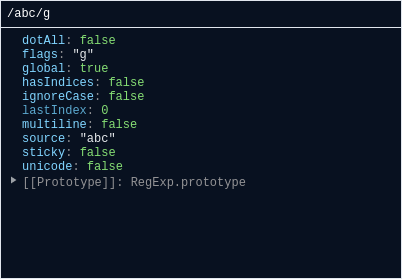 /abc/g
dotAll: false
flags: "g"
global: true
hasIndices: false
ignoreCase: false
lastIndex: 0
multiline: false
source: "abc"
sticky: false
unicode: false
[[Prototype]]: RegExp.prototype